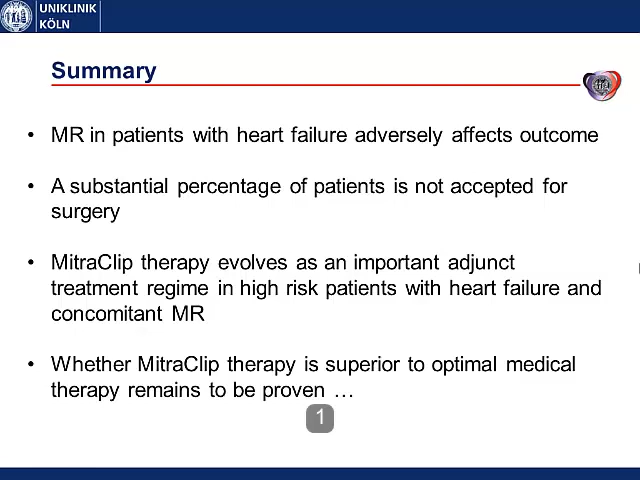 UNIKLINIK
KÖLN
Summary
• MR in patients with heart failure adversely affects outcome
• A substantial percentage of patients is not accepted for
surgery
• MitraClip therapy evolves as an important adjunct
treatment regime in high risk patients with heart failure and
concomitant MR
• Whether MitraClip therapy is superior to optimal medical
therapy remains to be proven …
1